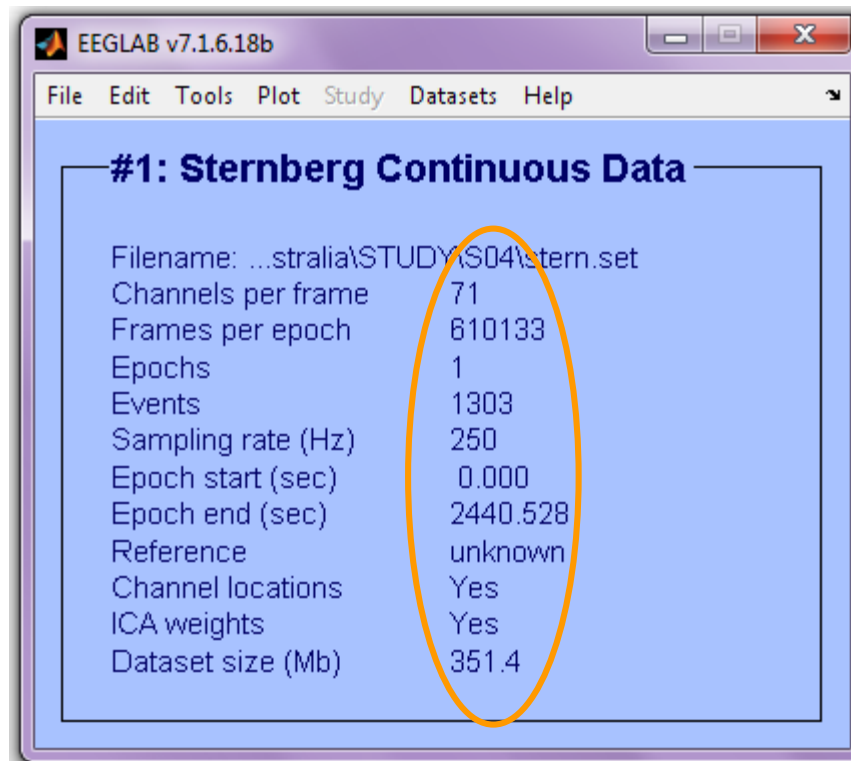 EEGLAB v7.1.6.18b
File Edit Tools Plot Study Datasets Help
#1: Sternberg Continuous Data
Filename: ...stralia\STUDY\S04\stern.set
Channels per frame 71
Frames per epoch 610133
Epochs 1
Events 1303
Sampling rate (Hz) 250
Epoch start (sec) 0.000
Epoch end (sec) 2440.528
Reference unknown
Channel locations Yes
ICA weights Yes
Dataset size (Mb) 351.4